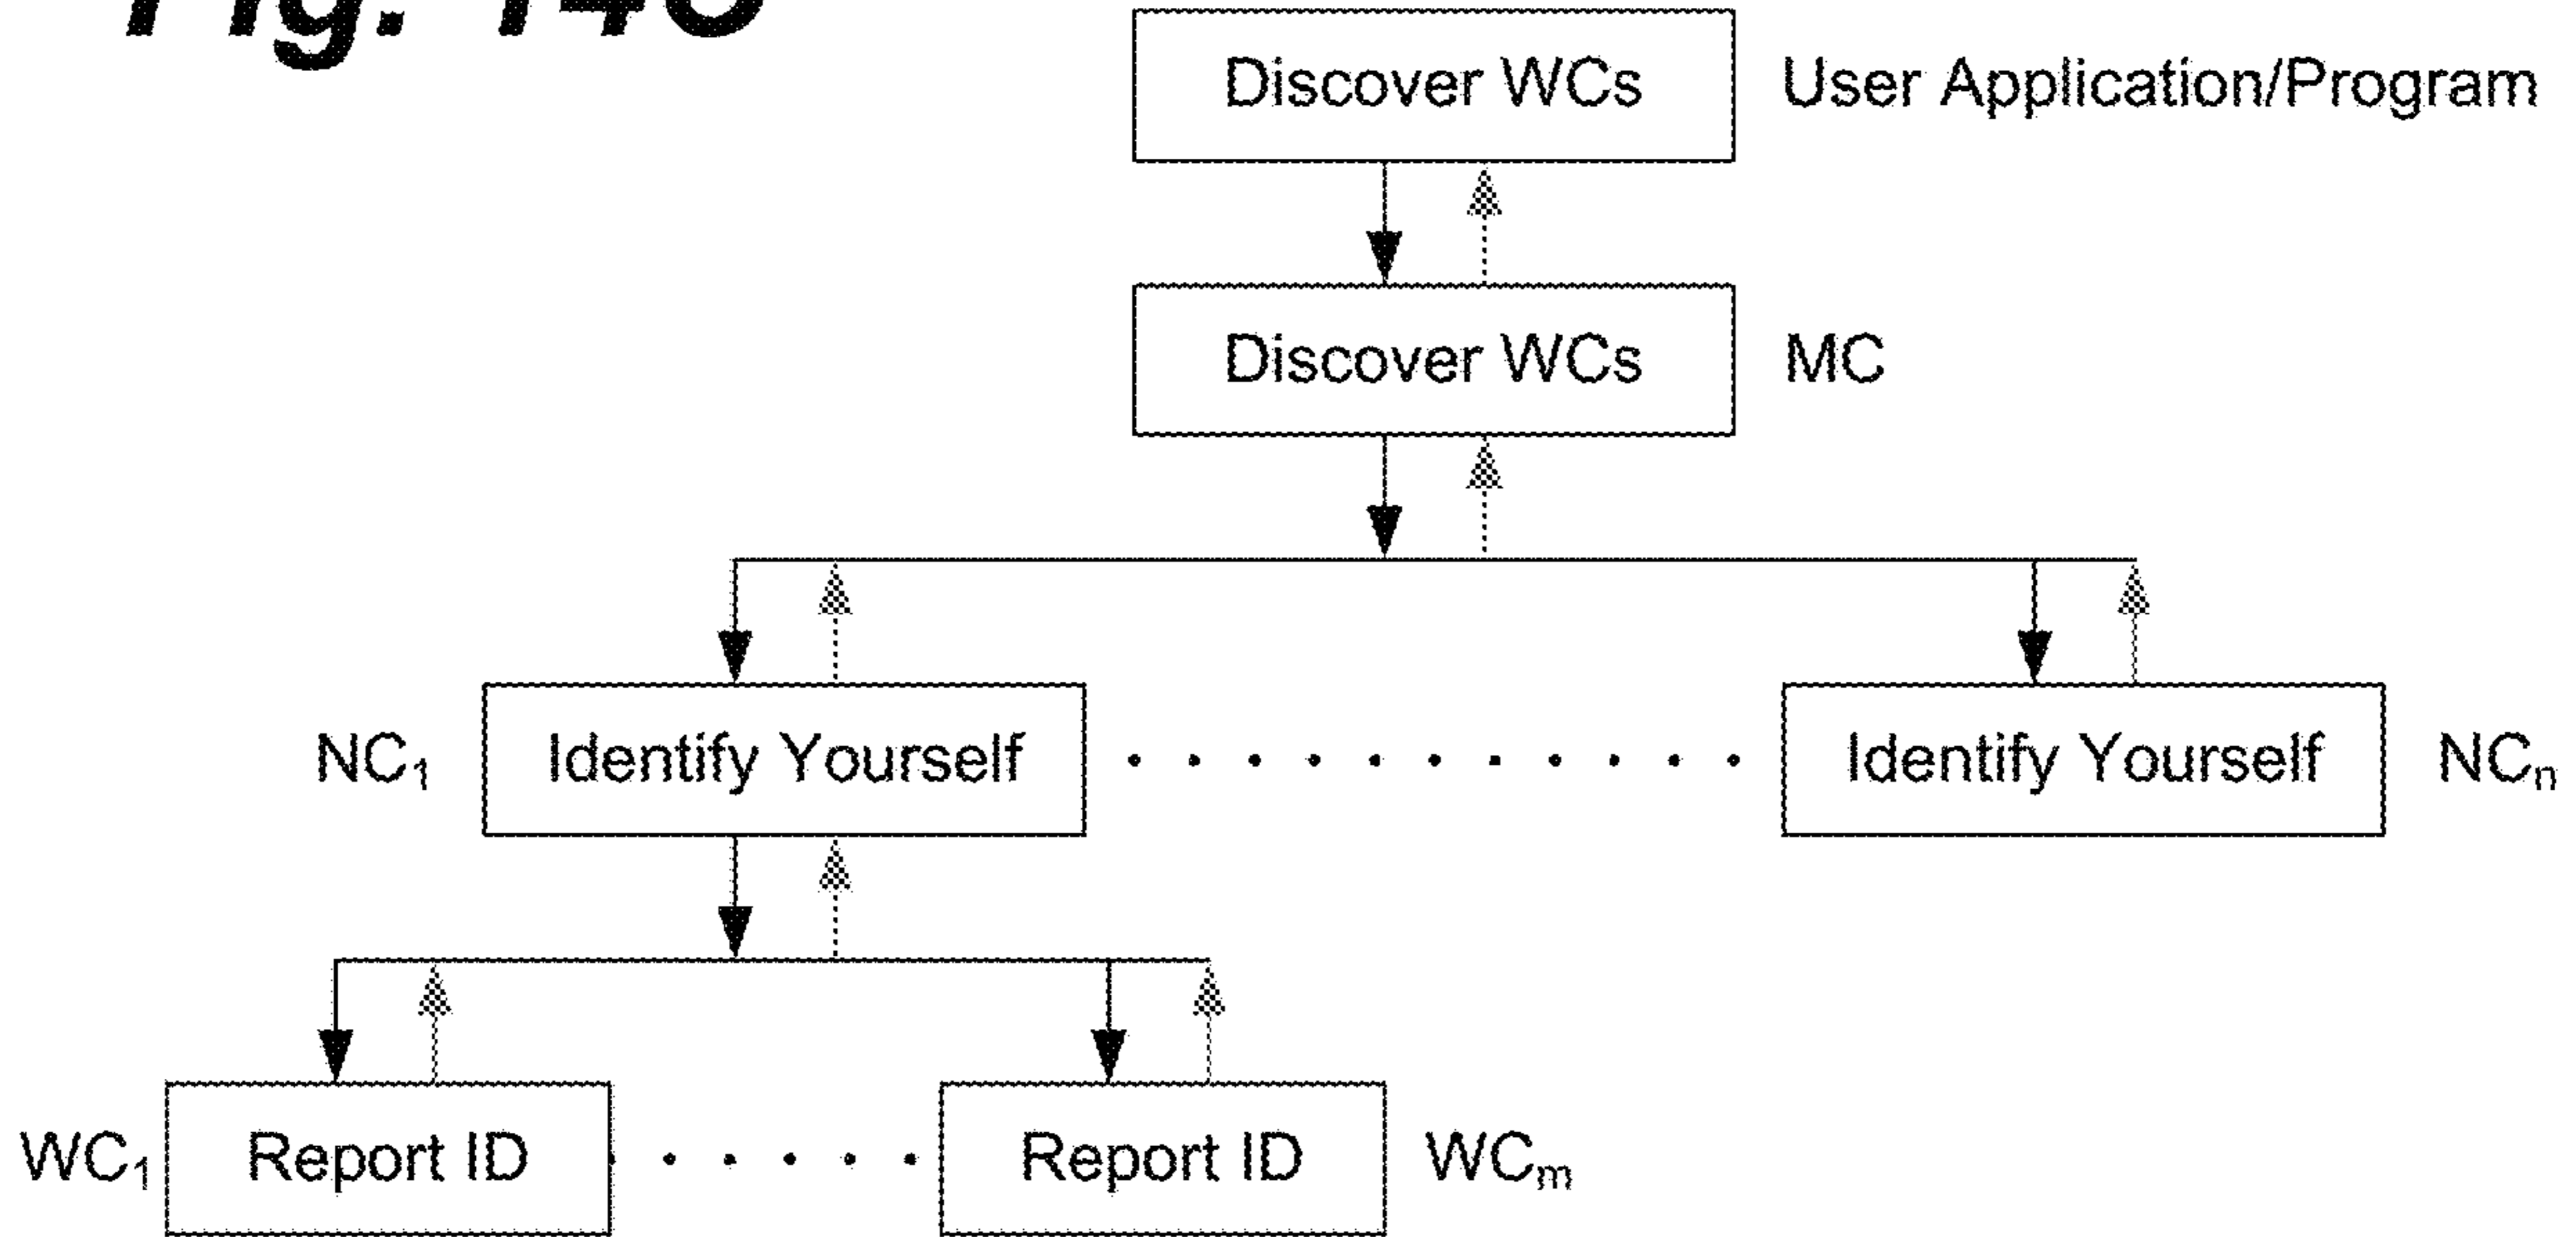 Fig.
Discover WCs
User Application/Program
Discover WCs
MC
NC₁
Identify Yourself
Identify Yourself
NCₙ
WC₁
Report ID
Report ID
WCₘ